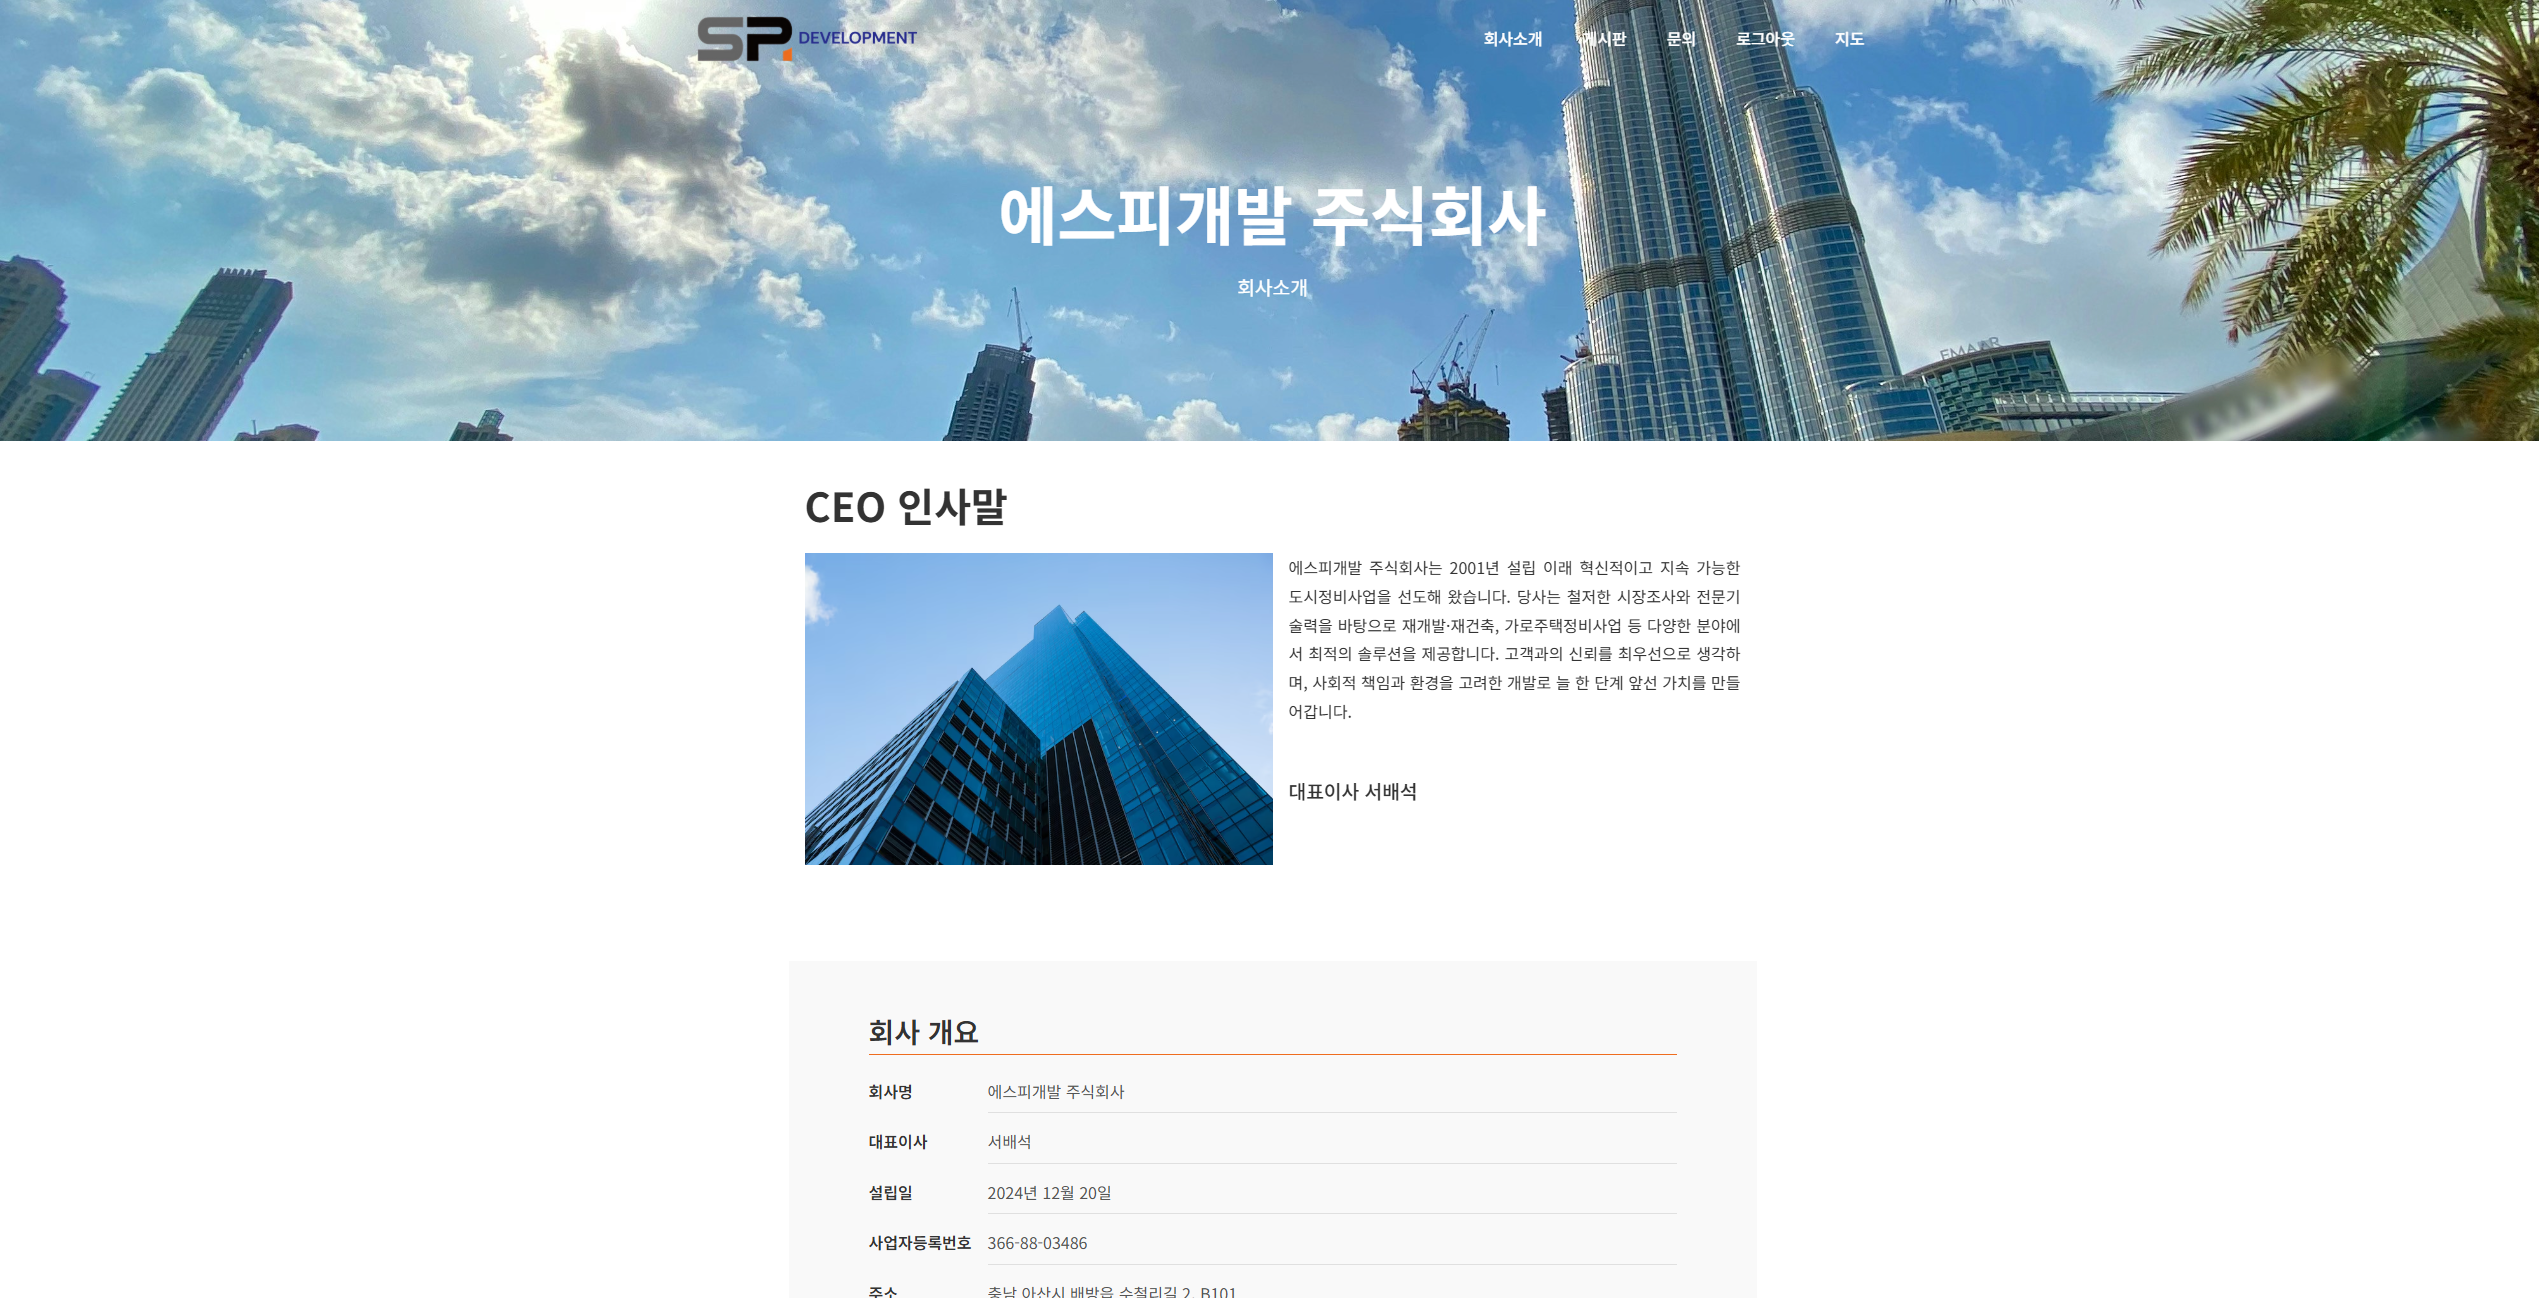 SP DEVELOPMENT
회사소개 게시판 문의 로그아웃 지도
에스피개발 주식회사
회사소개
EMAAR
CEO 인사말
에스피개발 주식회사는 2001년 설립 이래 혁신적이고 지속 가능한
도시정비사업을 선도해 왔습니다. 당사는 철저한 시장조사와 전문기
술력을 바탕으로 재개발·재건축, 가로주택정비사업 등 다양한 분야에
서 최적의 솔루션을 제공합니다. 고객과의 신뢰를 최우선으로 생각하
며, 사회적 책임과 환경을 고려한 개발로 늘 한 단계 앞선 가치를 만들
어갑니다.
대표이사 서배석
회사 개요
회사명 에스피개발 주식회사
대표이사 서배석
설립일 2024년 12월 20일
사업자등록번호 366-88-03486
주소 충남 아산시 배방읍 수철리길 2, B101